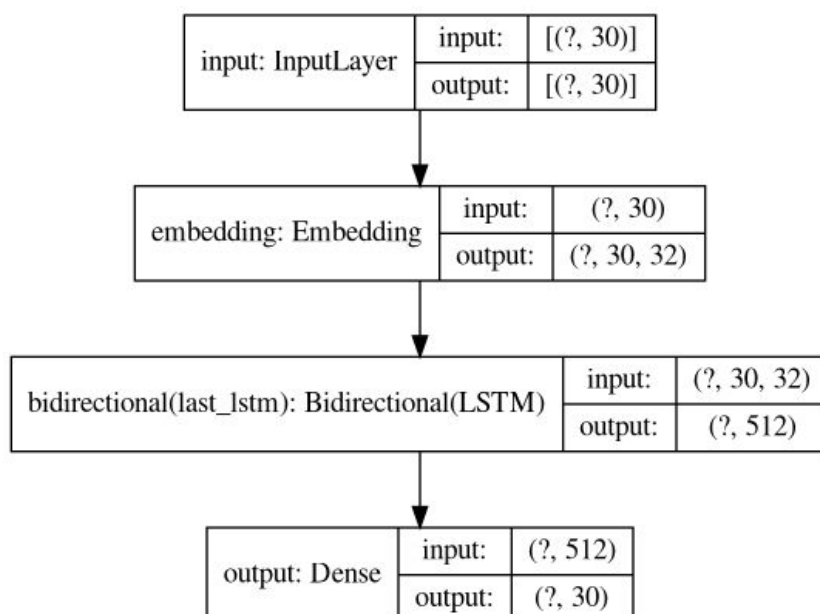 input: InputLayer
input: [(?, 30)]
output: [(?, 30)]
embedding: Embedding
input: (?, 30)
output: (?, 30, 32)
bidirectional(last_lstm): Bidirectional(LSTM)
input: (?, 30, 32)
output: (?, 512)
output: Dense
input: (?, 512)
output: (?, 30)